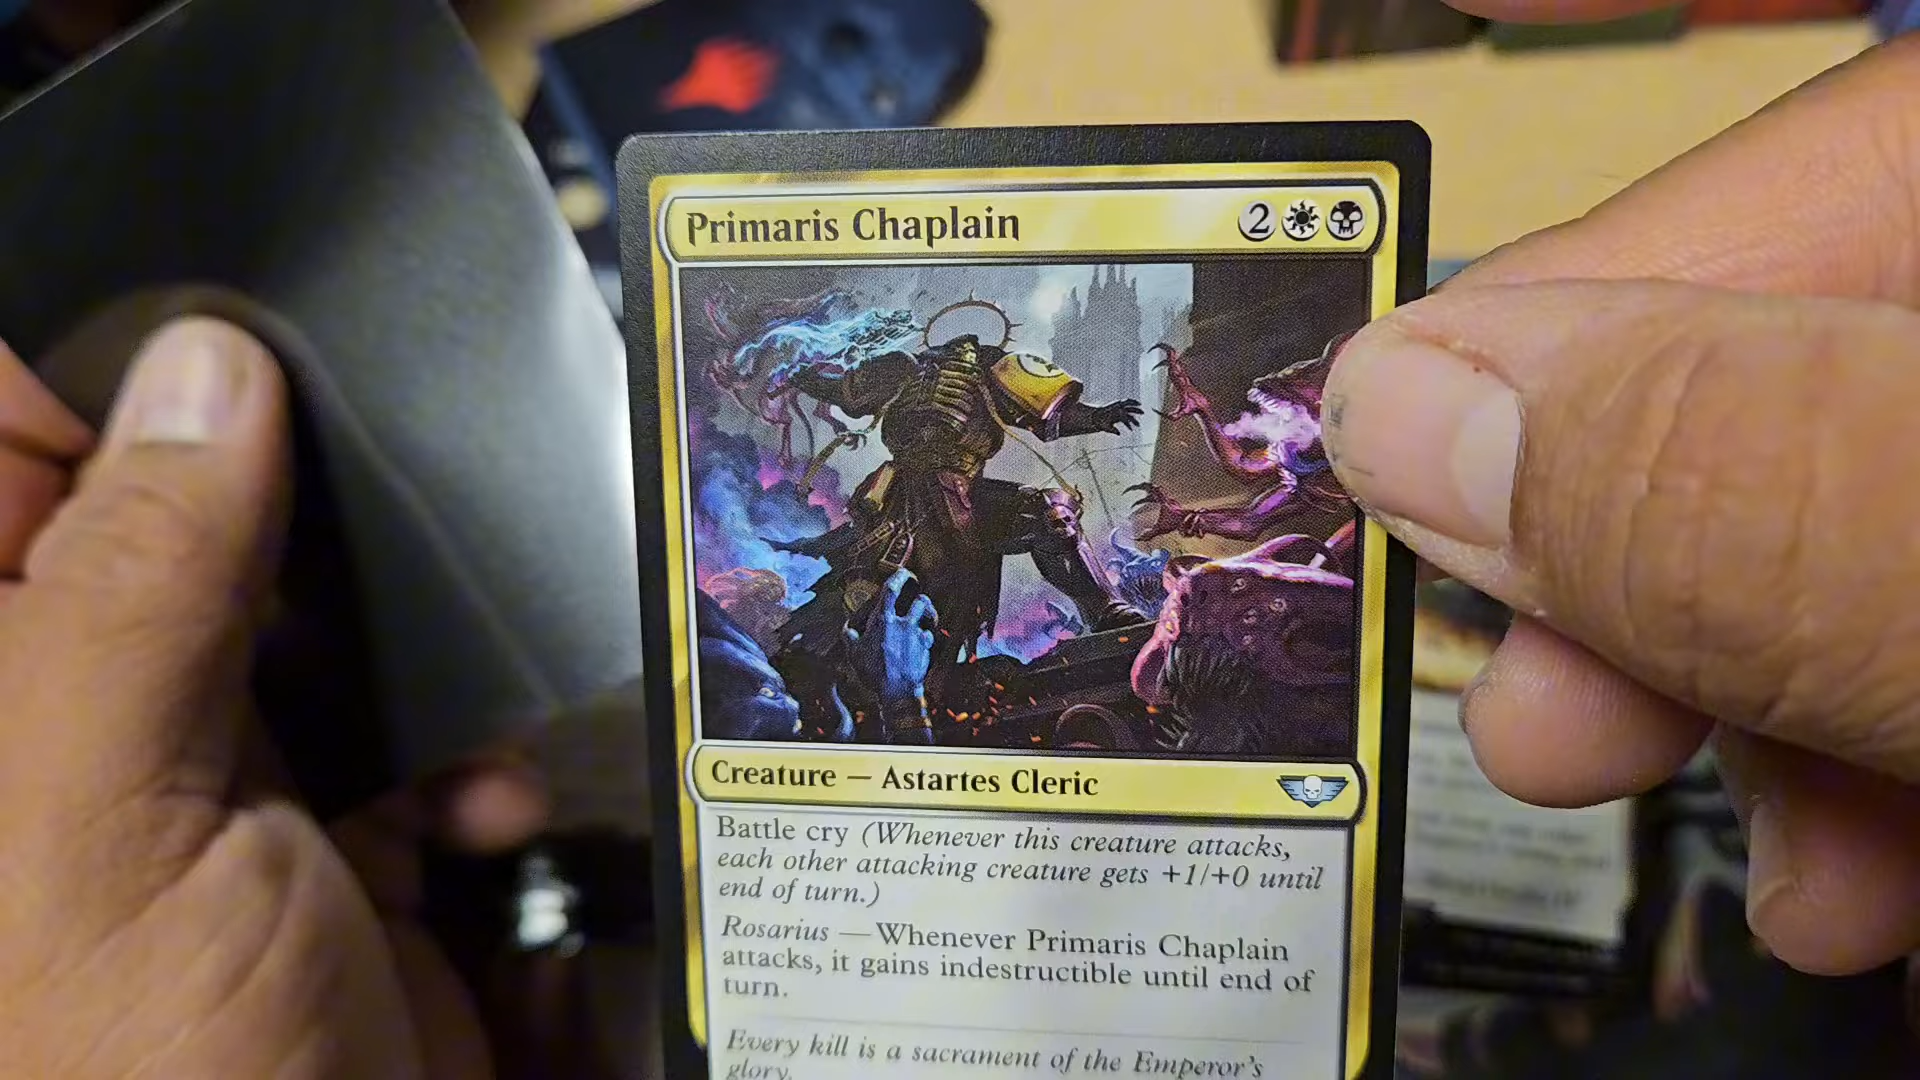 Primaris Chaplain 2
Creature — Astartes Cleric
Battle cry (Whenever this creature attacks,
each other attacking creature gets +1/+0 until
end of turn.)
Rosarius — Whenever Primaris Chaplain
attacks, it gains indestructible until end of
turn.
Every kill is a sacrament of the Emperor's
glory.